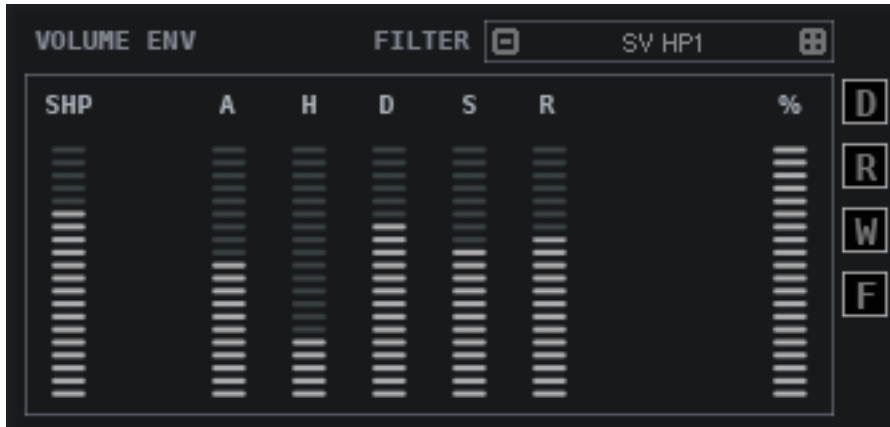 VOLUME ENV FILTER SV HP1
SHP A H D S R %
D
R
W
F